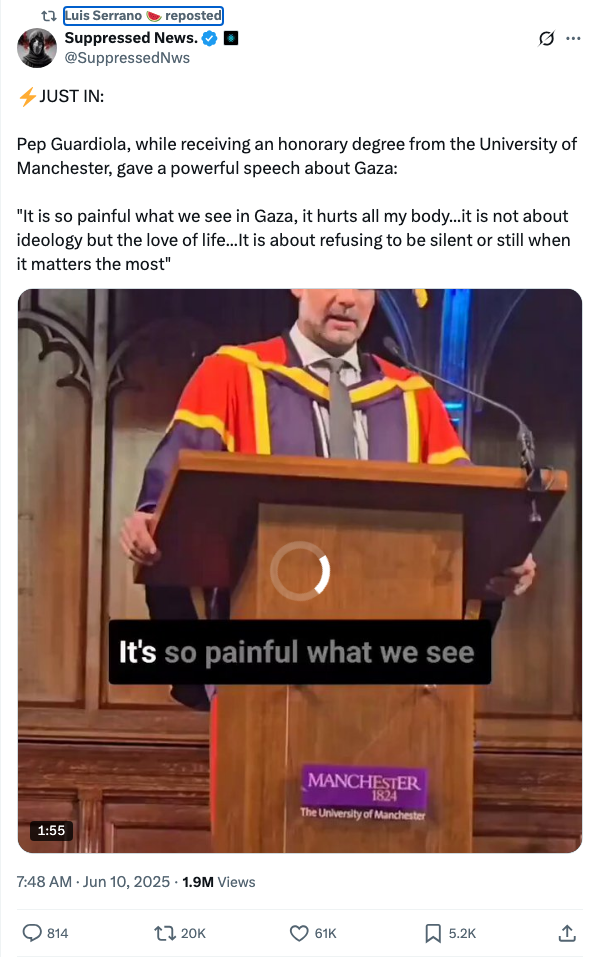 Luis Serrano 🍉 reposted
Suppressed News.
@SuppressedNws
⚡️JUST IN:
Pep Guardiola, while receiving an honorary degree from the University of
Manchester, gave a powerful speech about Gaza:
"It is so painful what we see in Gaza, it hurts all my body...it is not about
ideology but the love of life...It is about refusing to be silent or still when
it matters the most"
It's so painful what we see
MANCHESTER
1824
The University of Manchester
1:55
7:48 AM · Jun 10, 2025 · 1.9M Views
814 20K 61K 5.2K